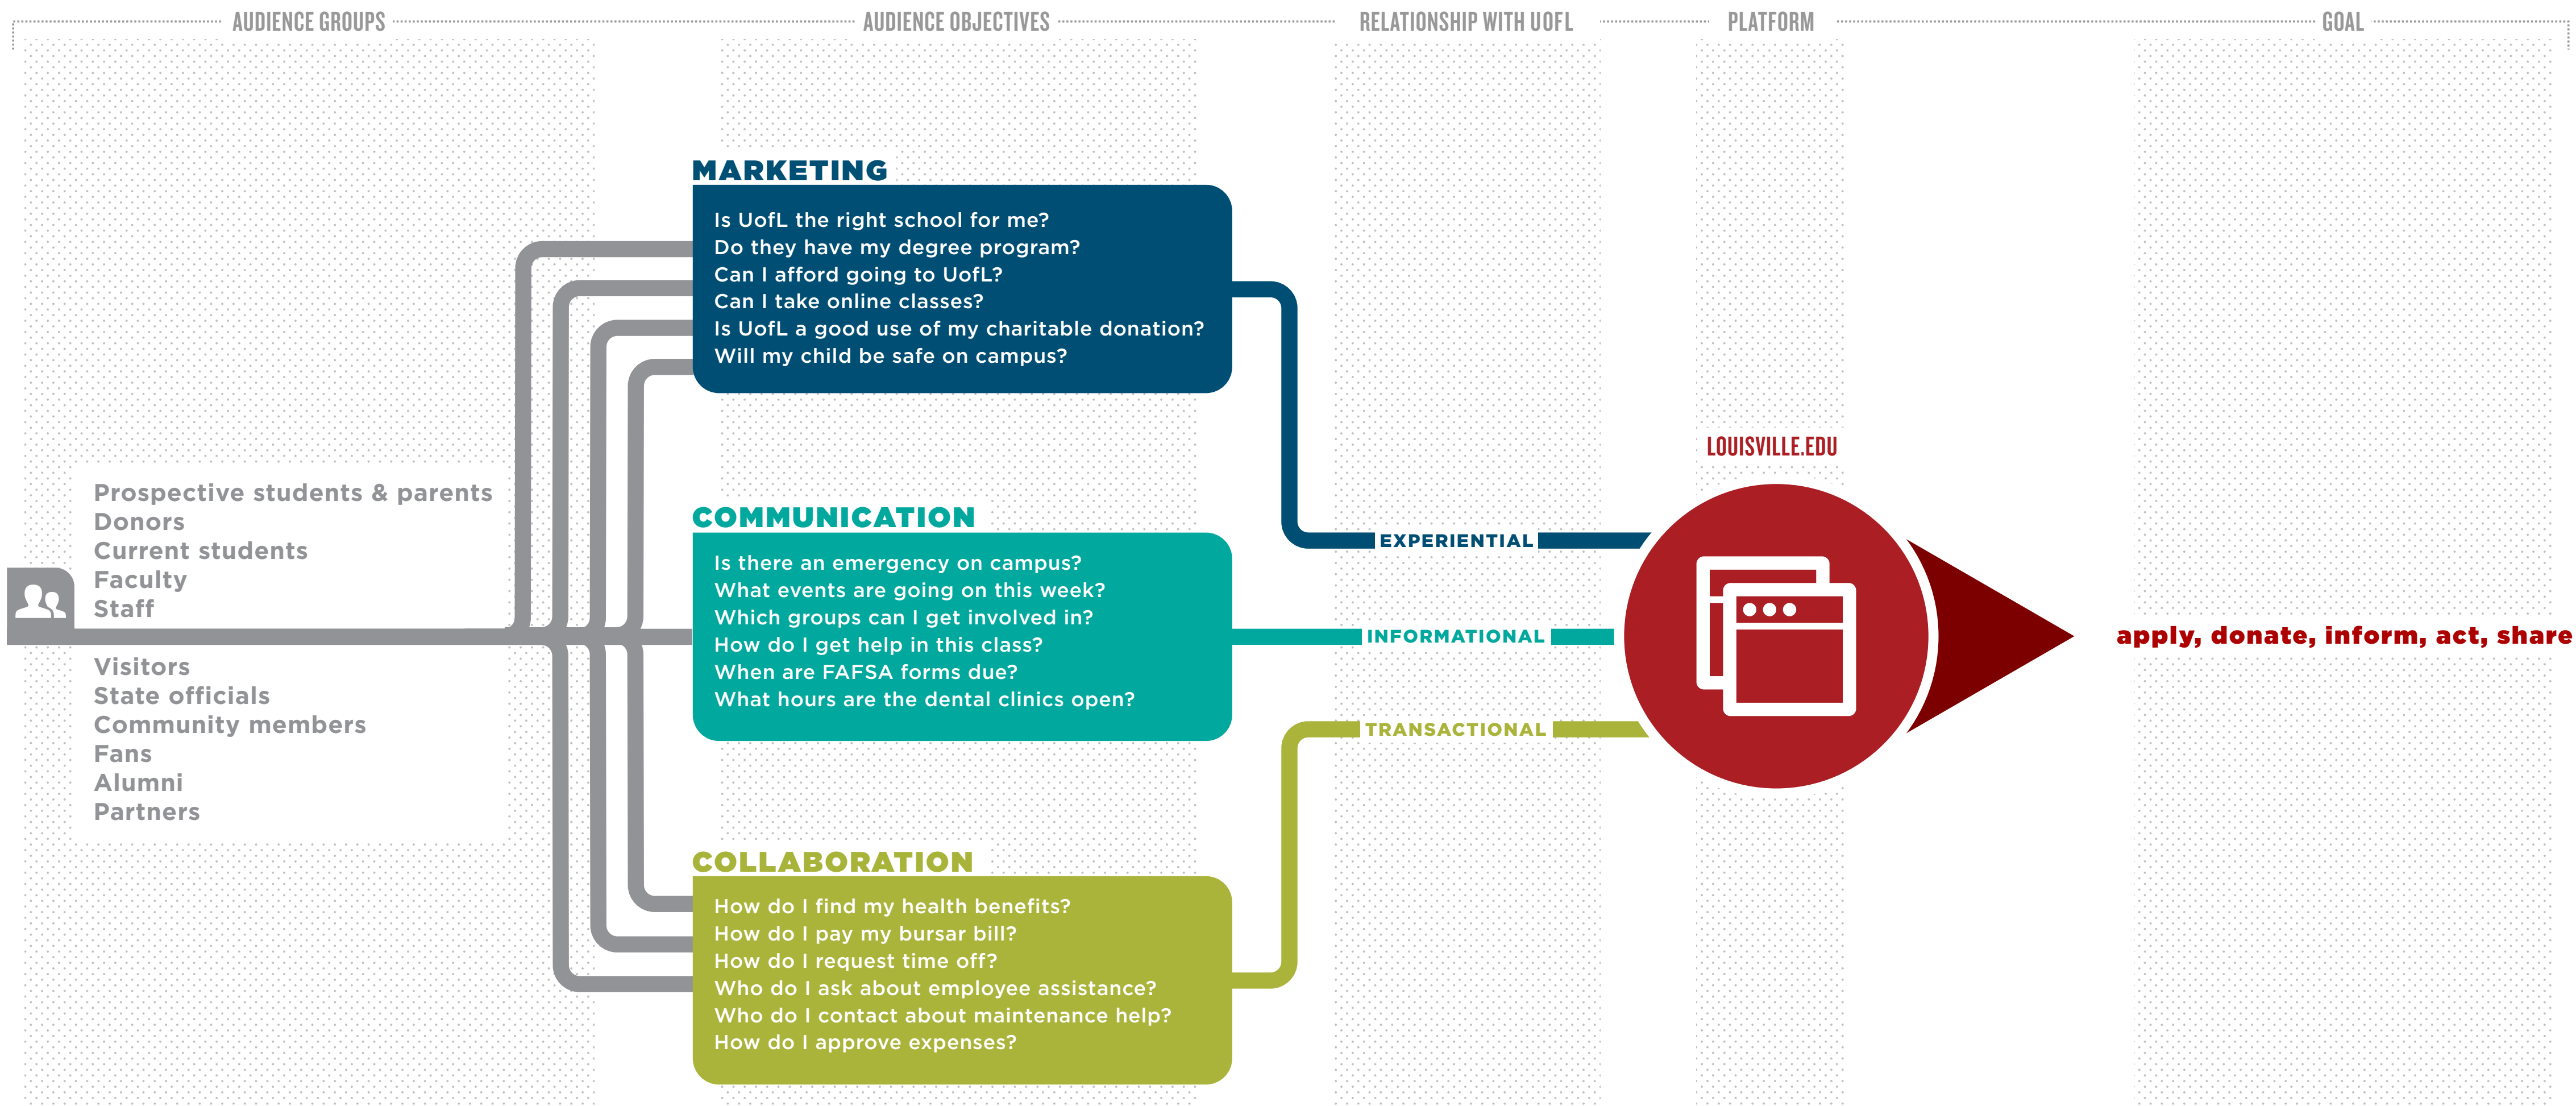 AUDIENCE GROUPS
AUDIENCE OBJECTIVES
RELATIONSHIP WITH UOFL
PLATFORM
GOAL
Prospective students & parents
Donors
Current students
Faculty
Staff
Visitors
State officials
Community members
Fans
Alumni
Partners
MARKETING
Is UofL the right school for me?
Do they have my degree program?
Can I afford going to UofL?
Can I take online classes?
Is UofL a good use of my charitable donation?
Will my child be safe on campus?
COMMUNICATION
Is there an emergency on campus?
What events are going on this week?
Which groups can I get involved in?
How do I get help in this class?
When are FAFSA forms due?
What hours are the dental clinics open?
COLLABORATION
How do I find my health benefits?
How do I pay my bursar bill?
How do I request time off?
Who do I ask about employee assistance?
Who do I contact about maintenance help?
How do I approve expenses?
EXPERIENTIAL
INFORMATIONAL
TRANSACTIONAL
LOUISVILLE.EDU
apply, donate, inform, act, share